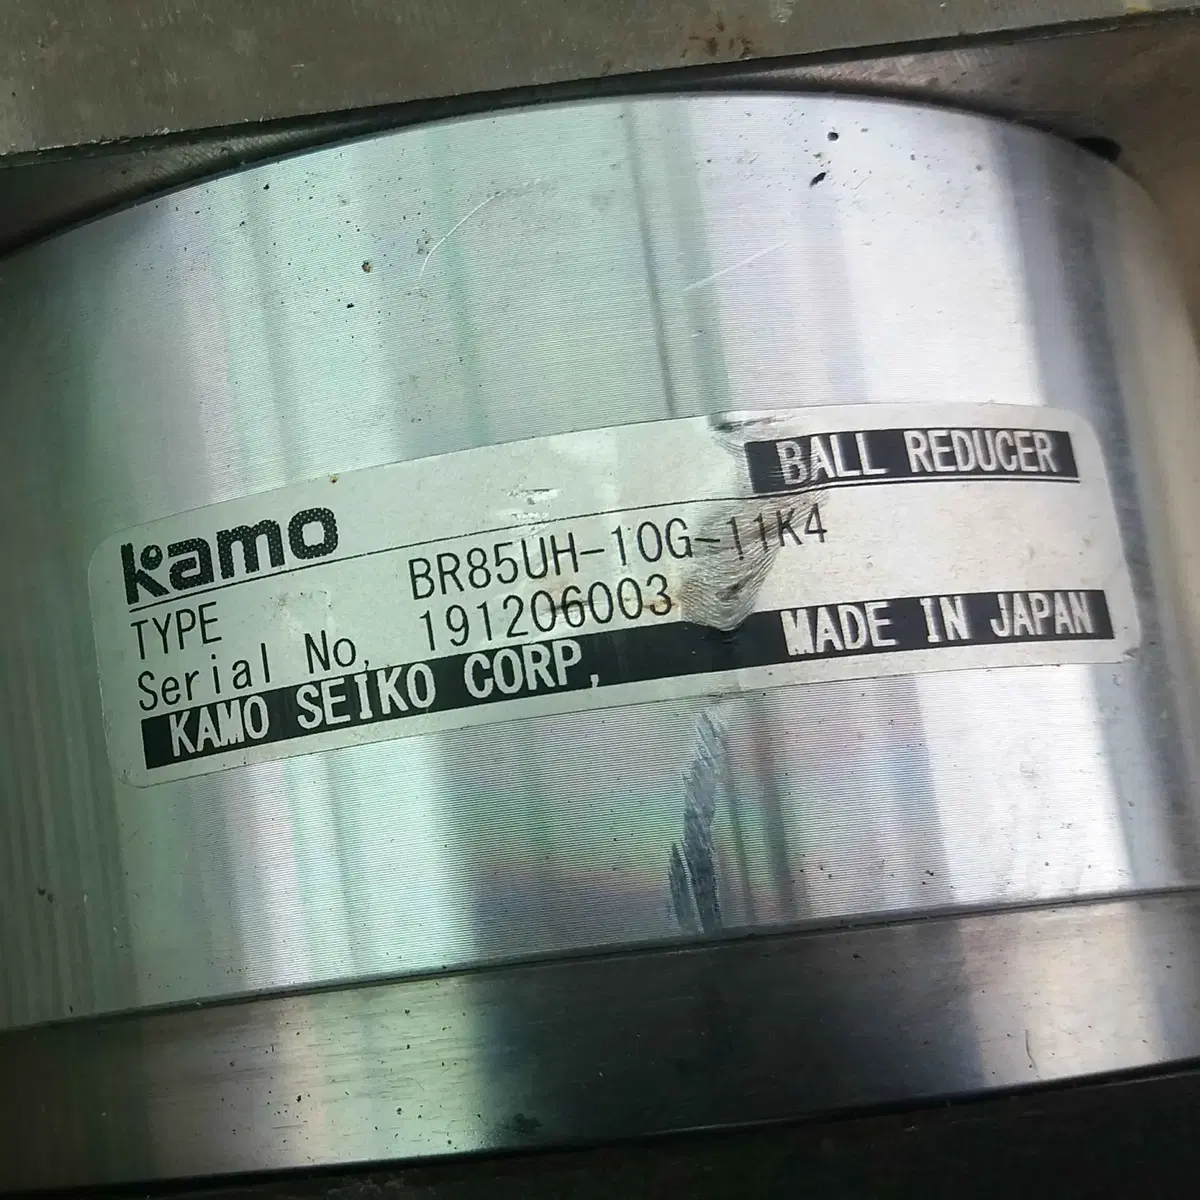 kamo
BALL REDUCER
TYPE BR85UH-10G-11K4
Serial No. 191206003
KAMO SEIKO CORP. MADE IN JAPAN